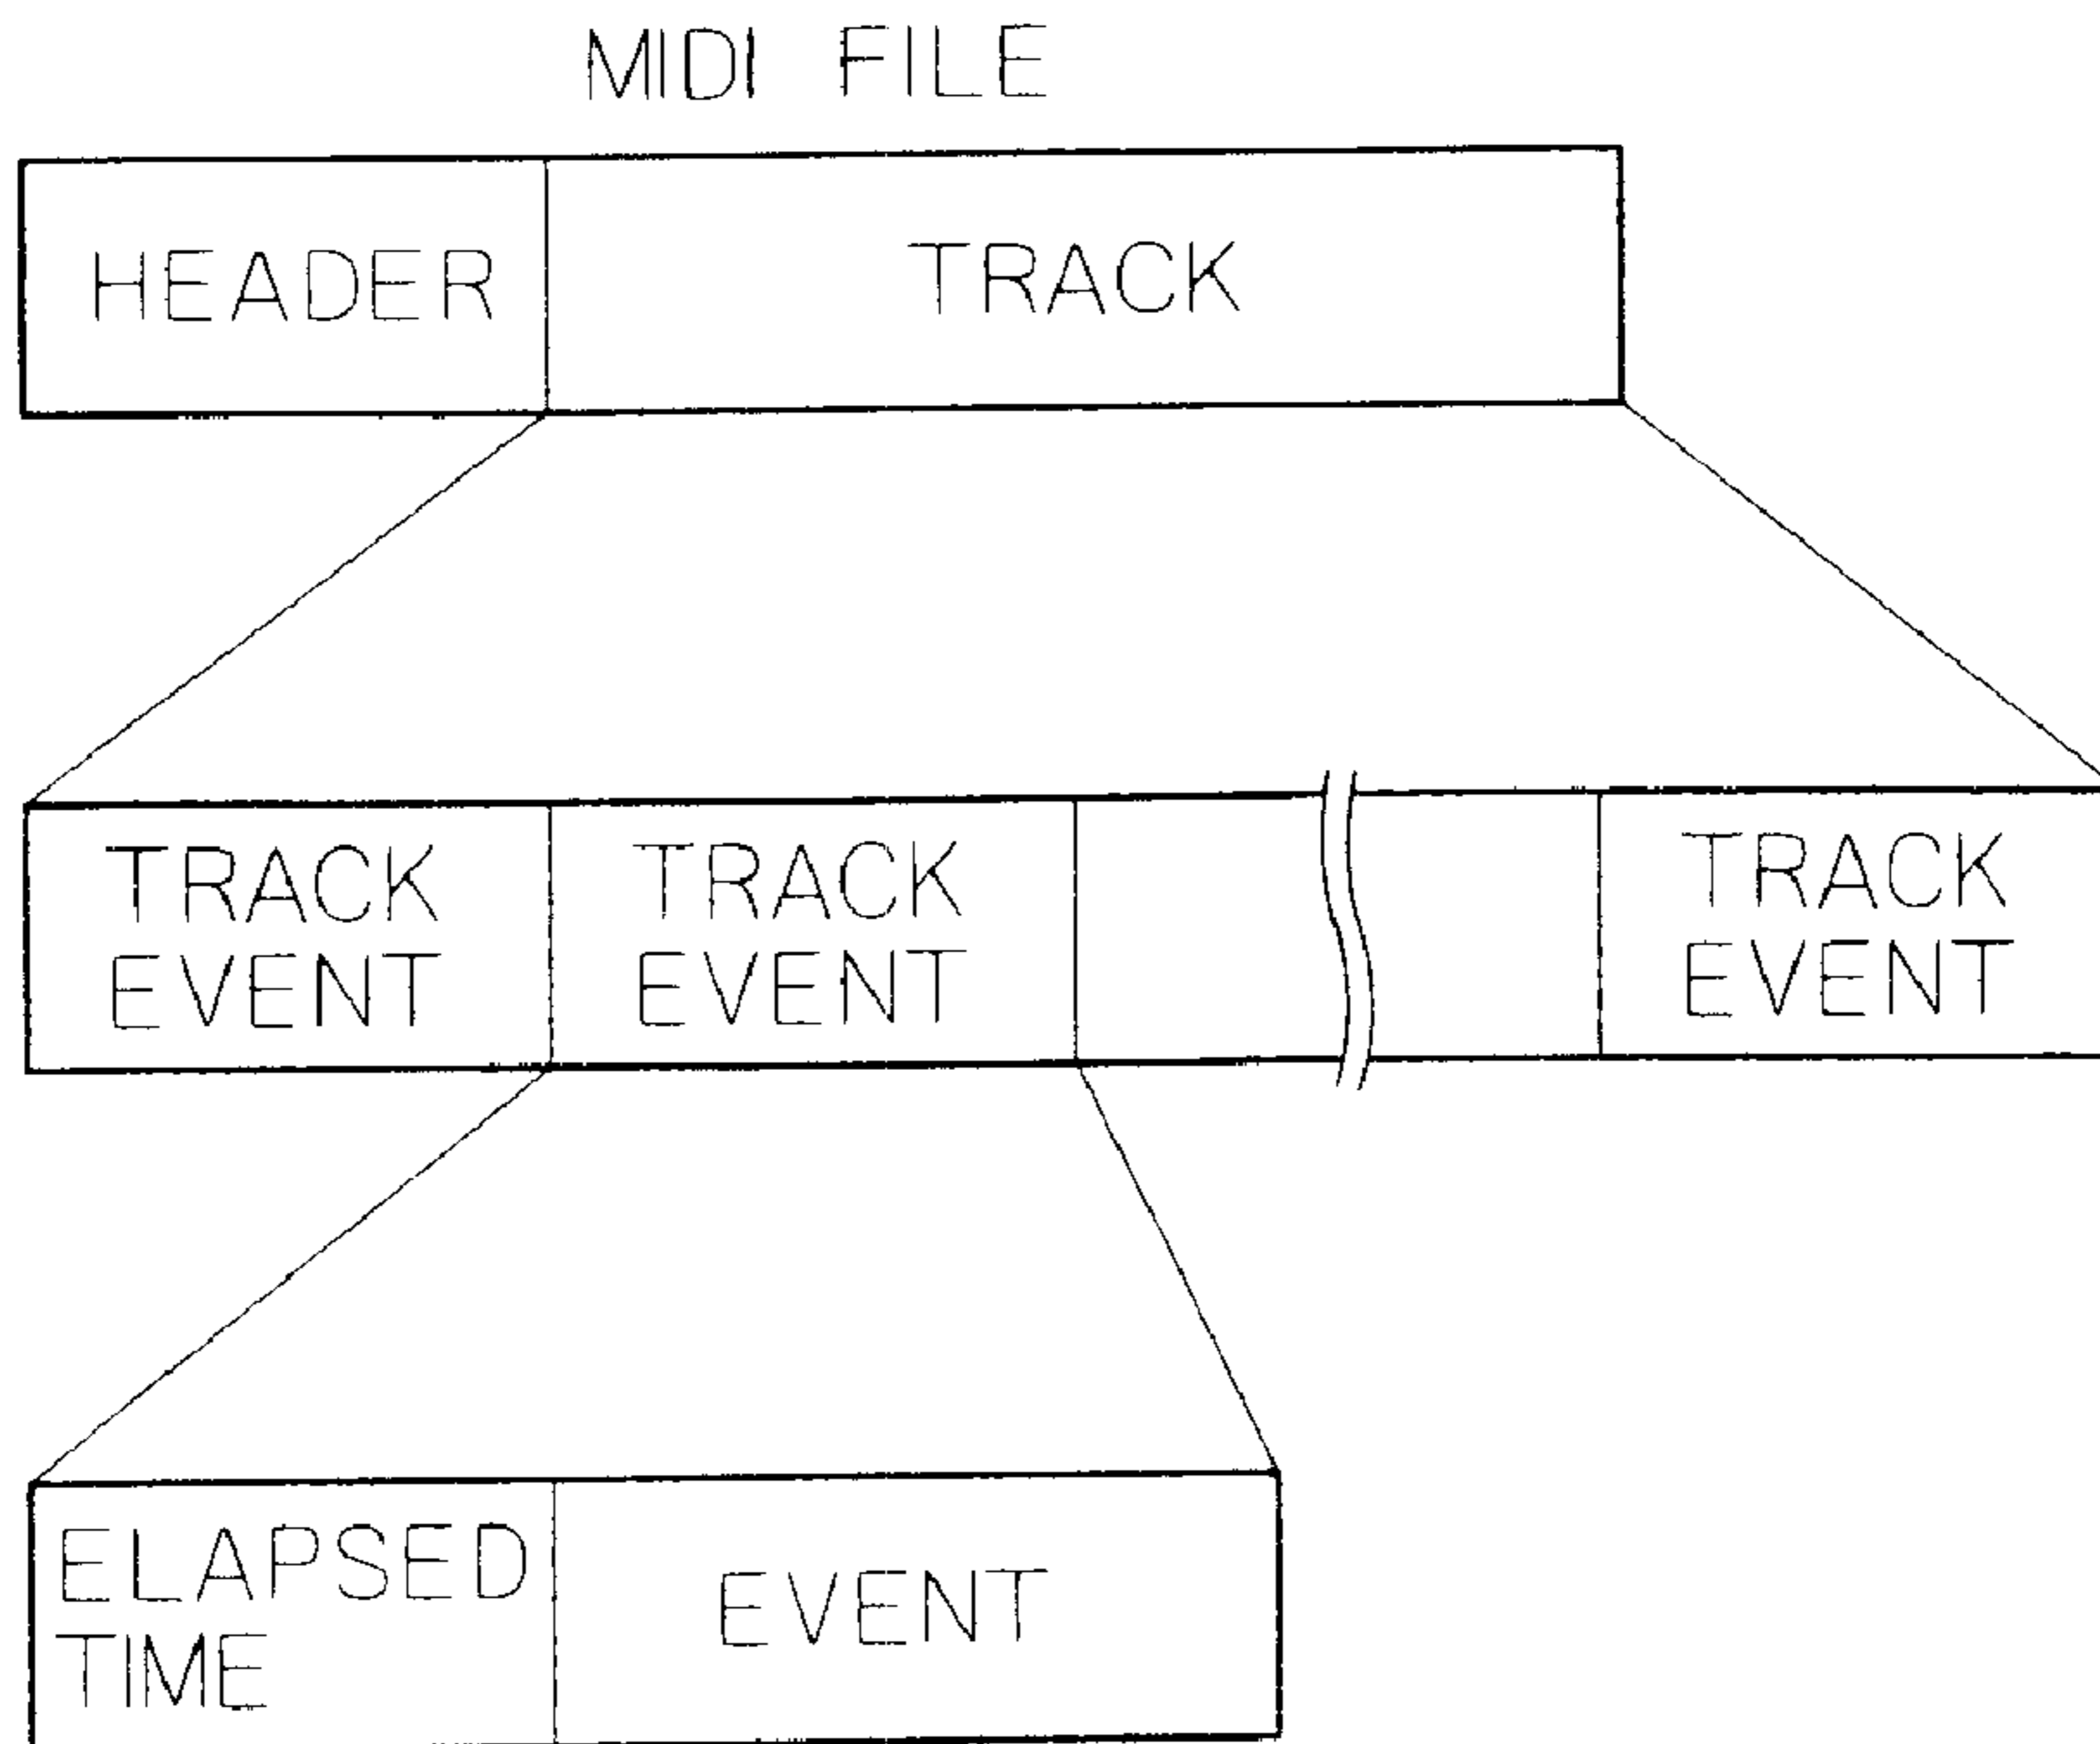 MIDI FILE
HEADER
TRACK
TRACK
EVENT
TRACK
EVENT
TRACK
EVENT
ELAPSED
TIME
EVENT